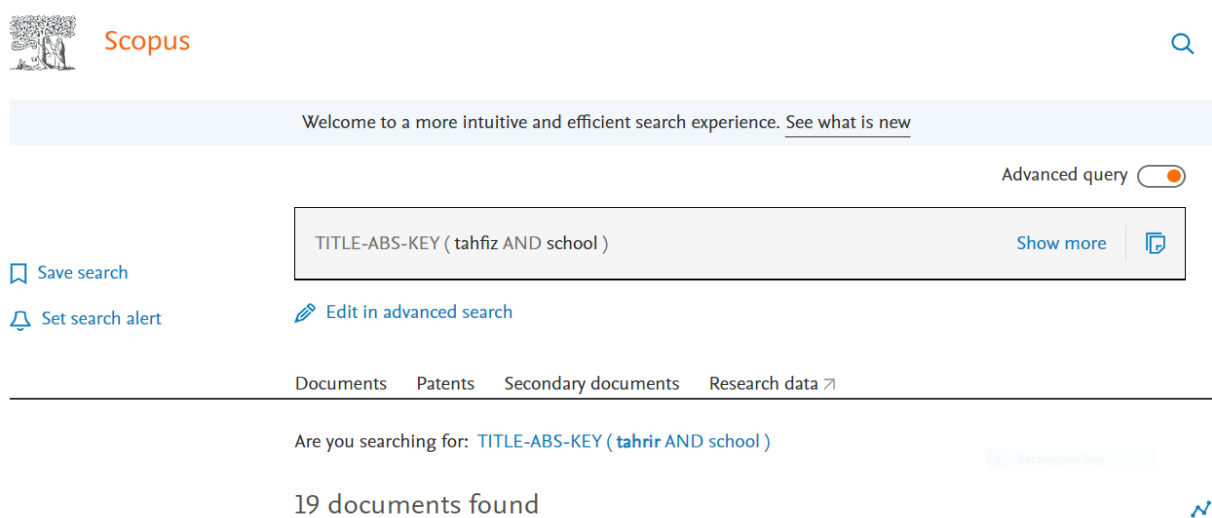 Scopus
Welcome to a more intuitive and efficient search experience. See what is new
Advanced query
TITLE-ABS-KEY ( tahfiz AND school )
Show more
Save search
Set search alert
Edit in advanced search
Documents Patents Secondary documents Research data
Are you searching for: TITLE-ABS-KEY ( tahrir AND school )
Rectangular Snip
19 documents found